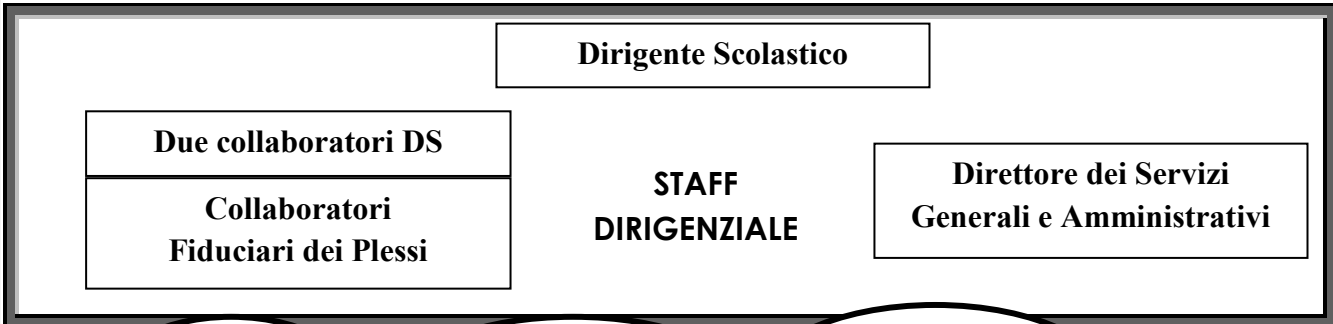 Dirigente Scolastico
Due collaboratori DS
Collaboratori
Fiduciari dei Plessi
STAFF
DIRIGENZIALE
Direttore dei Servizi
Generali e Amministrativi